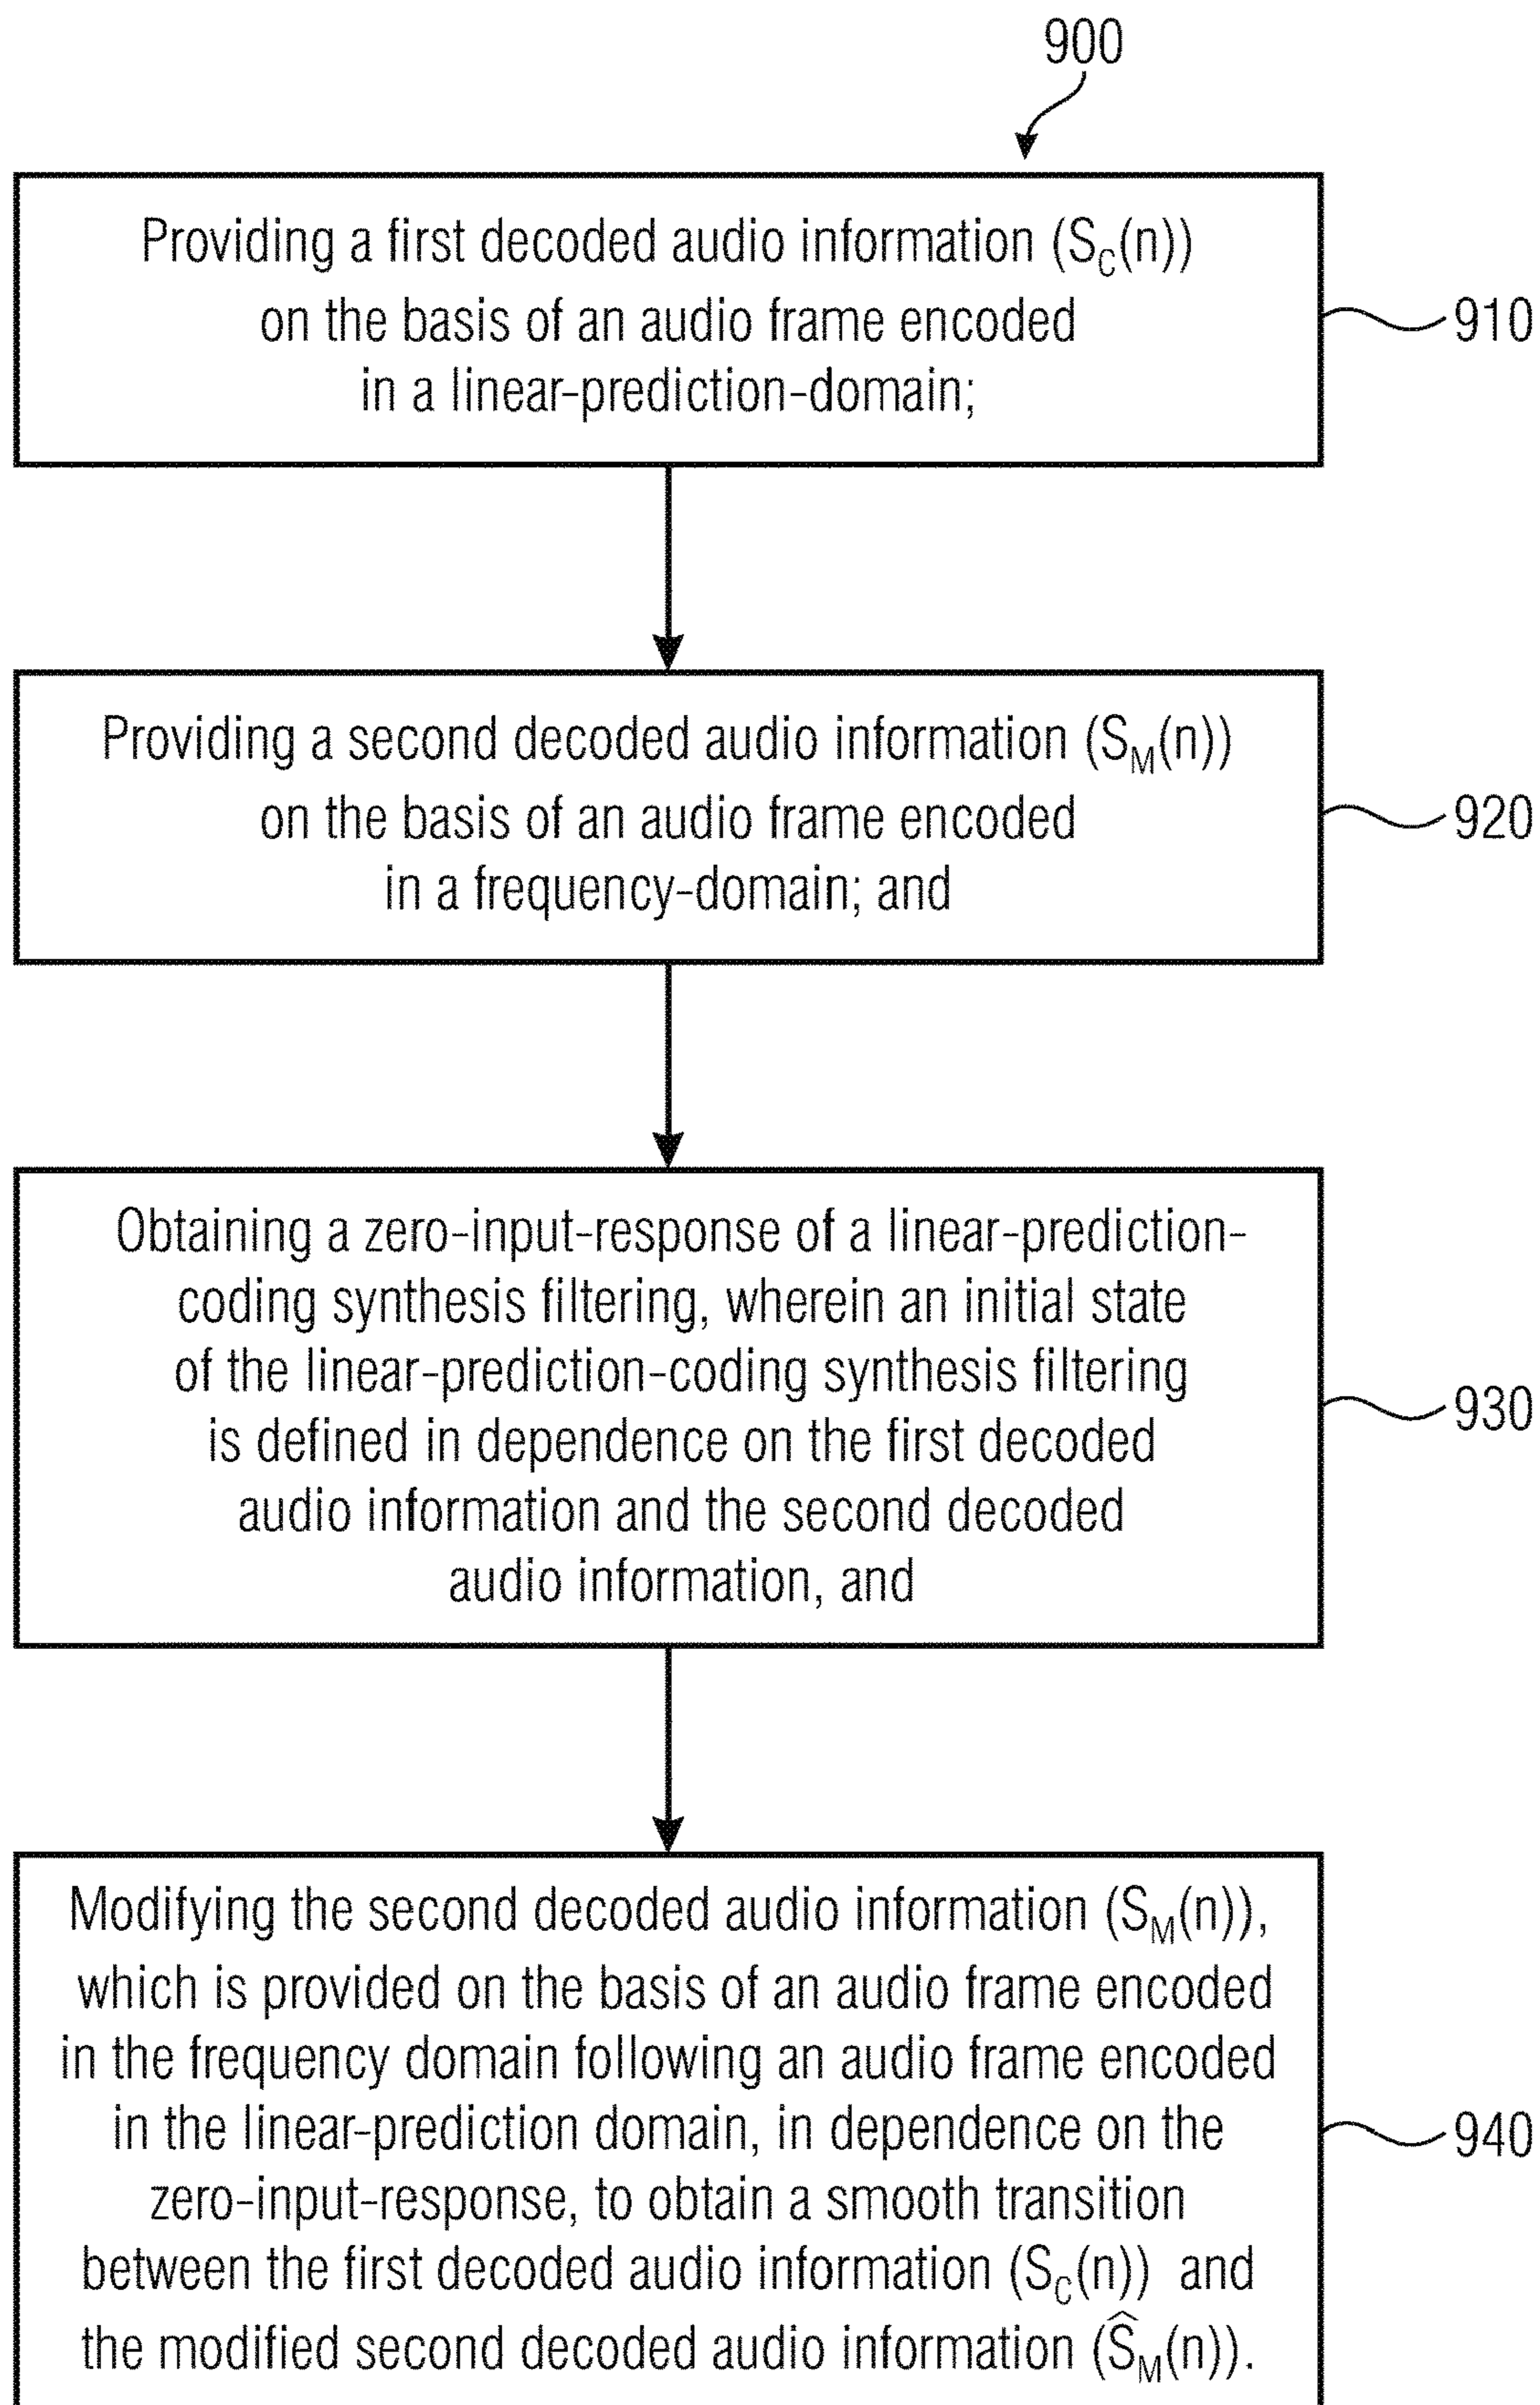 900
Providing a first decoded audio information (S_C(n))
on the basis of an audio frame encoded
in a linear-prediction-domain;
910
Providing a second decoded audio information (S_M(n))
on the basis of an audio frame encoded
in a frequency-domain; and
920
Obtaining a zero-input-response of a linear-prediction-
coding synthesis filtering, wherein an initial state
of the linear-prediction-coding synthesis filtering
is defined in dependence on the first decoded
audio information and the second decoded
audio information, and
930
Modifying the second decoded audio information (S_M(n)),
which is provided on the basis of an audio frame encoded
in the frequency domain following an audio frame encoded
in the linear-prediction domain, in dependence on the
zero-input-response, to obtain a smooth transition
between the first decoded audio information (S_C(n)) and
the modified second decoded audio information (Ŝ_M(n)).
940